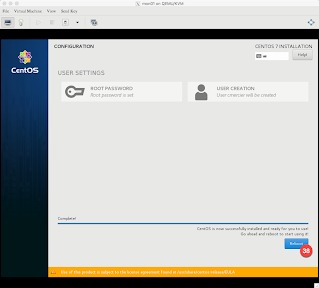 on QEMU/KVM
File Virtual Machine View Send Key
CentOS
CONFIGURATION
CENTOS 7 INSTALLATION
us
Help!
USER SETTINGS
ROOT PASSWORD
Root password is set
USER CREATION
User cmercier will be created
Complete!
CentOS is now successfully installed and ready for you to use!
Go ahead and reboot to start using it!
Reboot
38
Use of this product is subject to the license agreement found at /usr/share/centos-release/EULA